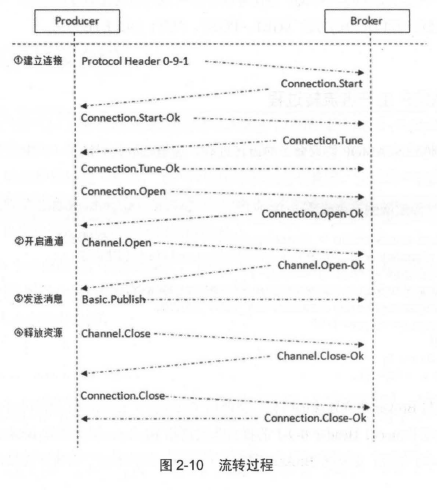 Producer Broker
①建立连接 Protocol Header 0-9-1
Connection.Start
Connection.Start-Ok
Connection.Tune
Connection.Tune-Ok
Connection.Open
Connection.Open-Ok
②开启通道 Channel.Open
Channel.Open-Ok
③发送消息 Basic.Publish
④释放资源 Channel.Close
Channel.Close-Ok
Connection.Close
Connection.Close-Ok
图 2-10 流转过程